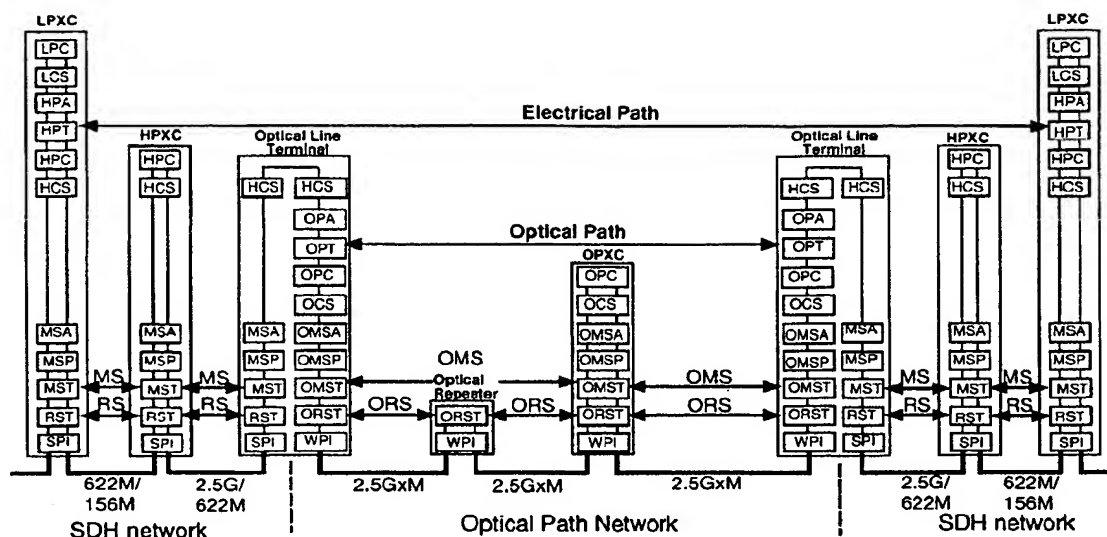 LPXC
LPC
LCS
HPA
HPT
HPC
HCS
MSA
MSP
MST
RST
SPI
HPXC
HPC
HCS
MSA
MSP
MST
RST
SPI
Optical Line
Terminal
HCS
MSA
MSP
MST
RST
SPI
HCS
OPA
OPT
OPC
OCS
OMSA
OMSP
OMST
ORST
WPI
Electrical Path
Optical Path
OMS
Optical
Repeater
ORST
WPI
OPXC
OPC
OCS
OMSA
OMSP
OMST
ORST
WPI
Optical Line
Terminal
HCS
OPA
OPT
OPC
OCS
OMSA
OMSP
OMST
ORST
WPI
HCS
MSA
MSP
MST
RST
SPI
HPXC
HPC
HCS
MSA
MSP
MST
RST
SPI
LPXC
LPC
LCS
HPA
HPT
HPC
HCS
MSA
MSP
MST
RST
SPI
MS
MS
OMS
MS
MS
RS
RS
ORS
ORS
ORS
RS
RS
622M/
156M
2.5G/
622M
2.5GxM
2.5GxM
2.5GxM
2.5G/
622M
622M/
156M
SDH network
Optical Path Network
SDH network